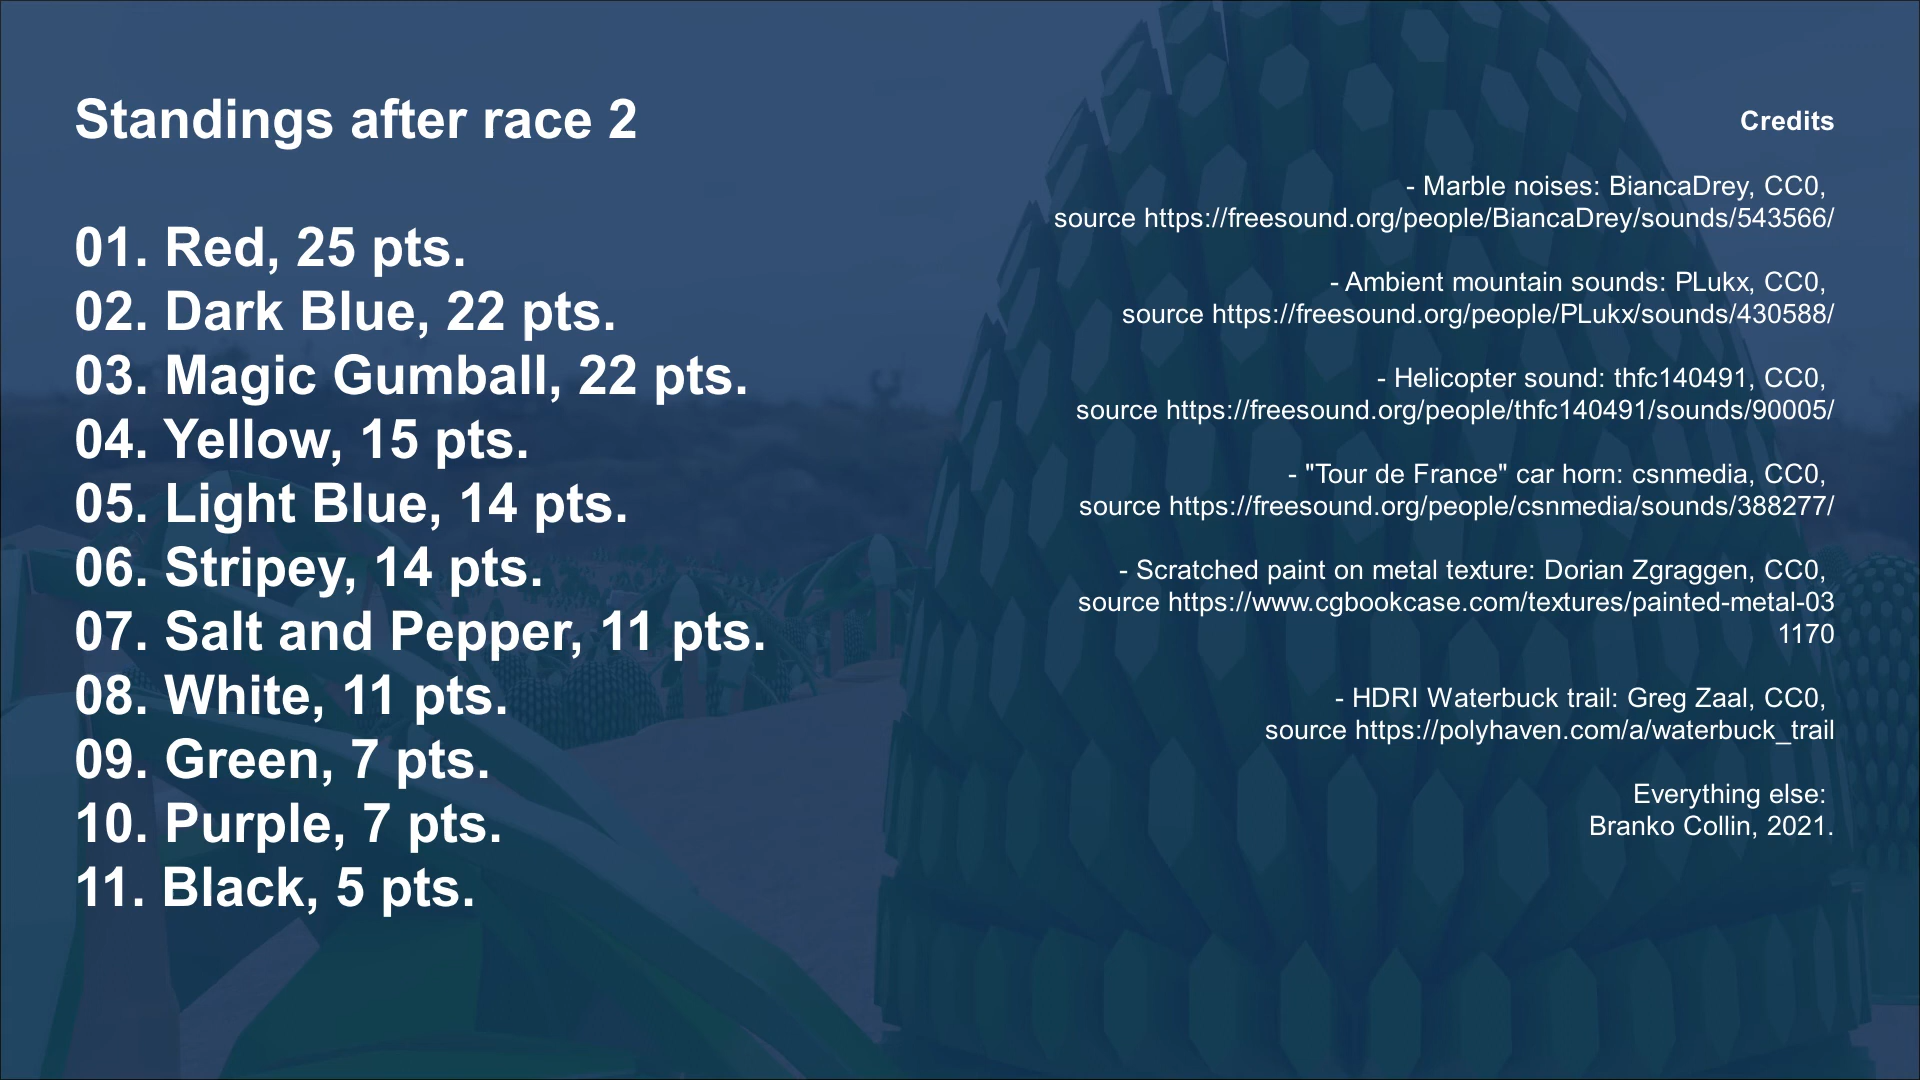 Standings after race 2
01. Red, 25 pts.
02. Dark Blue, 22 pts.
03. Magic Gumball, 22 pts.
04. Yellow, 15 pts.
05. Light Blue, 14 pts.
06. Stripey, 14 pts.
07. Salt and Pepper, 11 pts.
08. White, 11 pts.
09. Green, 7 pts.
10. Purple, 7 pts.
11. Black, 5 pts.
Credits
- Marble noises: BiancaDrey, CC0,
source https://freesound.org/people/BiancaDrey/sounds/543566/
- Ambient mountain sounds: PLukx, CC0,
source https://freesound.org/people/PLukx/sounds/430588/
- Helicopter sound: thfc140491, CC0,
source https://freesound.org/people/thfc140491/sounds/90005/
- "Tour de France" car horn: csnmedia, CC0,
source https://freesound.org/people/csnmedia/sounds/388277/
- Scratched paint on metal texture: Dorian Zgraggen, CC0,
source https://www.cgbookcase.com/textures/painted-metal-03
1170
- HDRI Waterbuck trail: Greg Zaal, CC0,
source https://polyhaven.com/a/waterbuck_trail
Everything else:
Branko Collin, 2021.